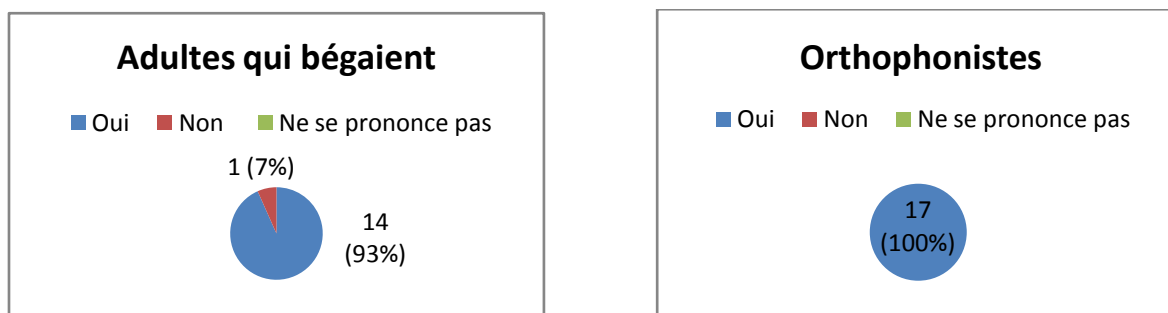 Adultes qui bégaient
Oui Non Ne se prononce pas
1 (7%)
14
(93%)
Orthophonistes
Oui Non Ne se prononce pas
17
(100%)